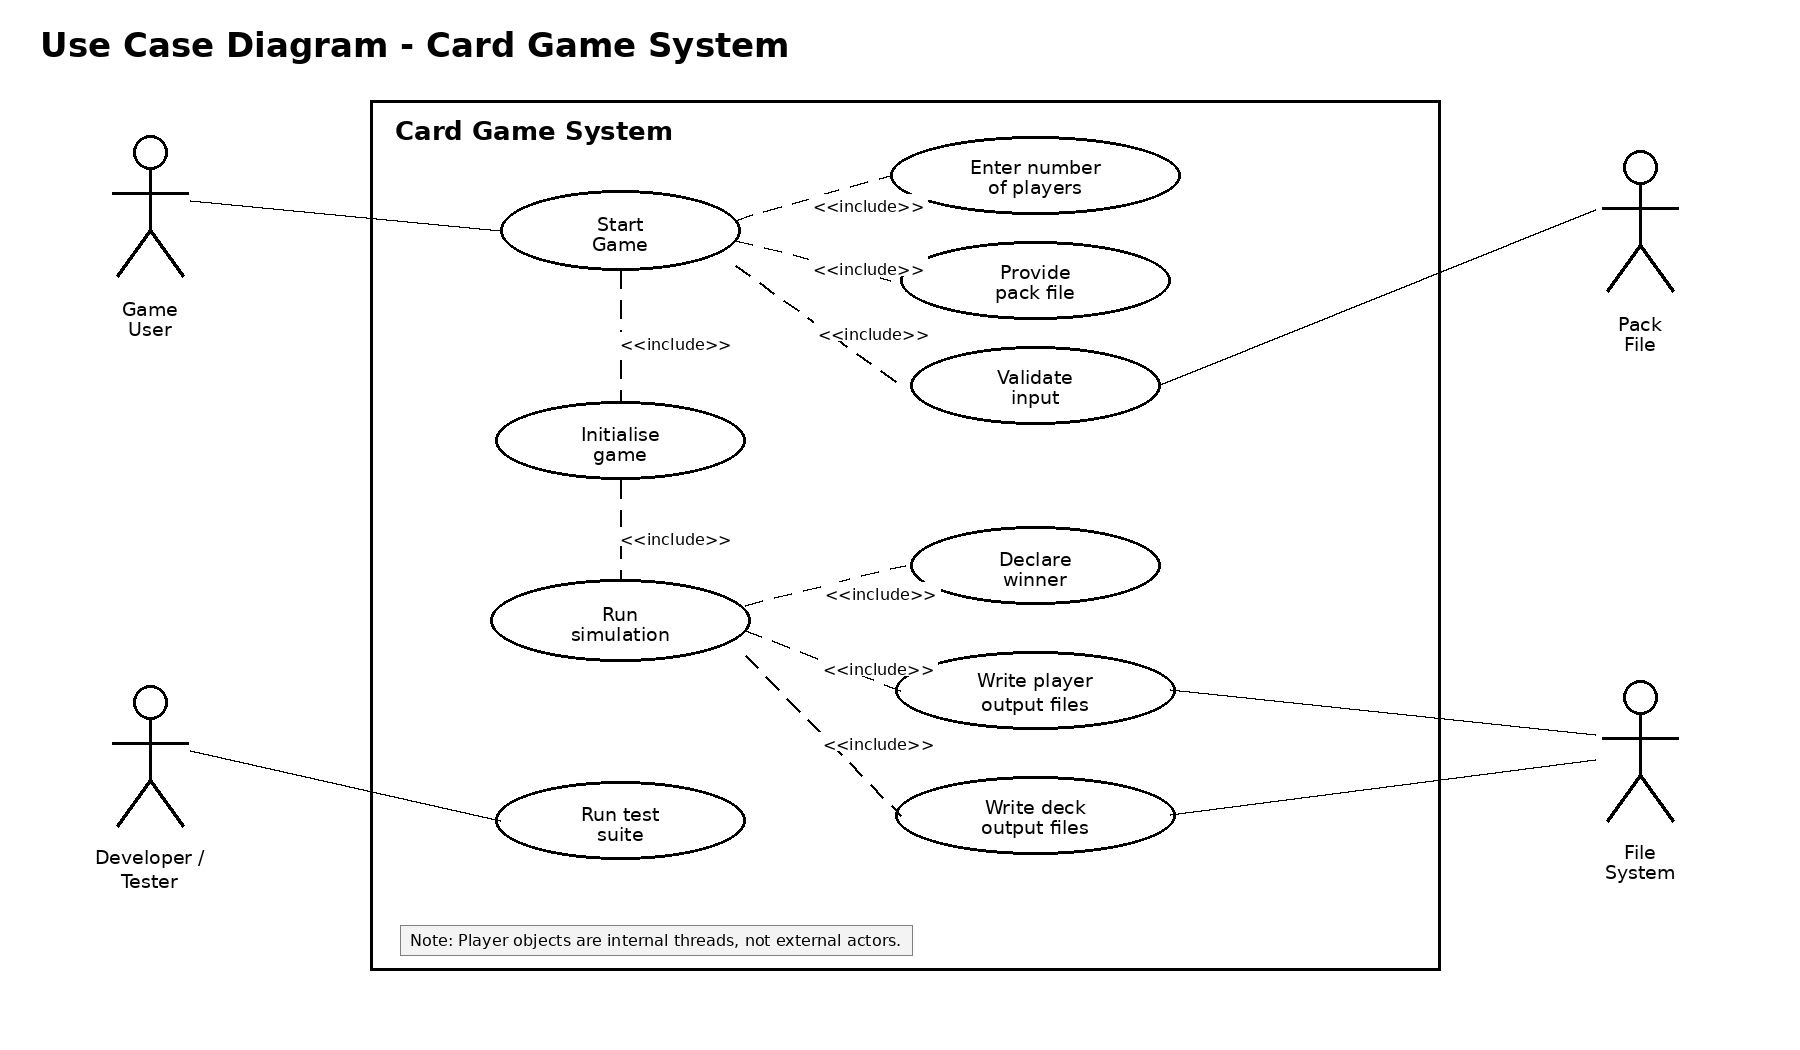 Use Case Diagram - Card Game System
Card Game System
Enter number
of players
Start
Game
<<include>>
Provide
pack file
<<include>>
Game
User
Pack
File
<<include>>
<<include>>
Validate
input
Initialise
game
<<include>>
Declare
winner
<<include>>
Run
simulation
<<include>>
Write player
output files
<<include>>
Write deck
output files
Run test
suite
Developer /
Tester
File
System
Note: Player objects are internal threads, not external actors.